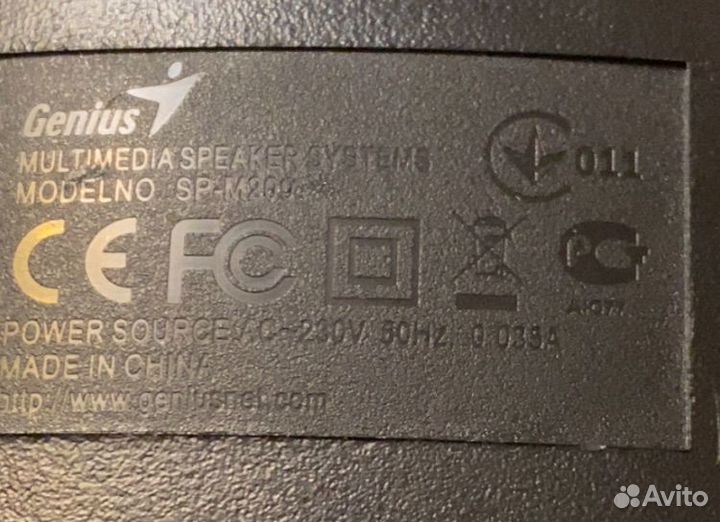 Genius
MULTIMEDIA SPEAKER SYSTEMS
MODELNO SP-M200
011
CE FC
PC
POWER SOURCE:AC~230V 50Hz 0.035A
MADE IN CHINA
http://www.geniusnet.com
Avito